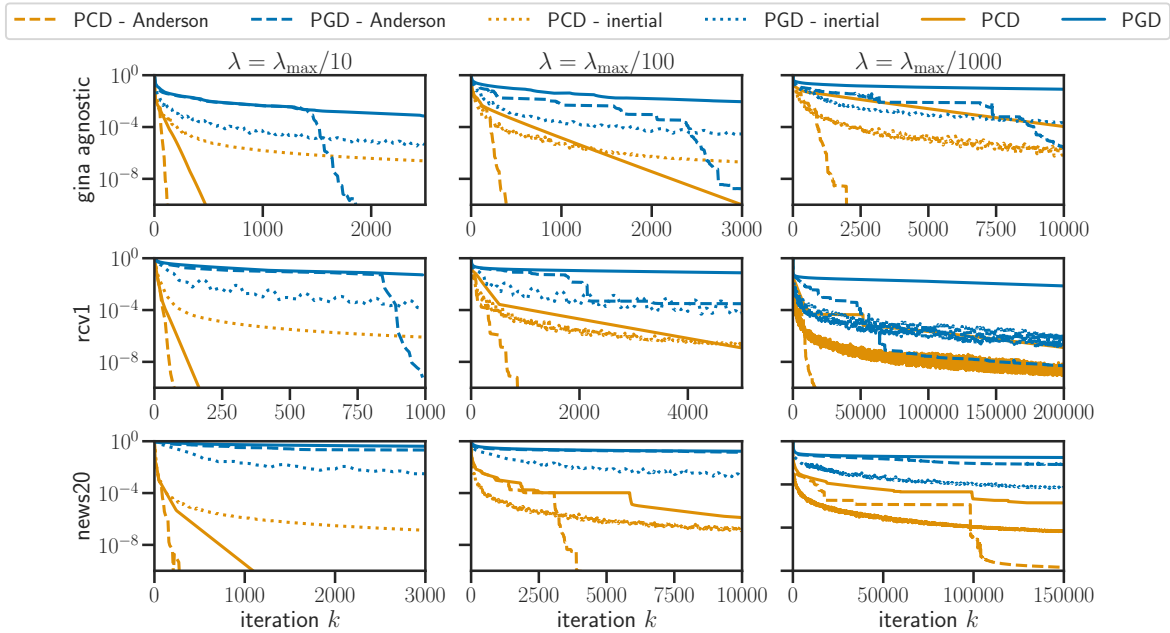 PCD - Anderson PGD - Anderson PCD - inertial PGD - inertial PCD PGD
λ = λmax/10 λ = λmax/100 λ = λmax/1000
gina agnostic
10^0
10^−4
10^−8
0 1000 2000
0 1000 2000 3000
0 2500 5000 7500 10000
rcv1
10^0
10^−4
10^−8
0 250 500 750 1000
0 2000 4000
0 50000 100000 150000 200000
news20
10^0
10^−4
10^−8
0 1000 2000 3000
0 2500 5000 7500 10000
0 50000 100000 150000
iteration k iteration k iteration k